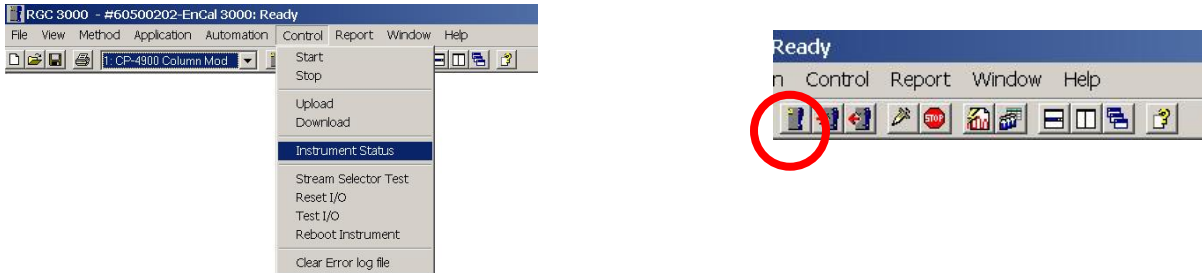 RGC 3000 - #60500202-EnCal 3000: Ready
File View Method Application Automation Control Report Window Help
1: CP-4900 Column Mod
Start
Stop
Upload
Download
Instrument Status
Stream Selector Test
Reset I/O
Test I/O
Reboot Instrument
Clear Error log file
Ready
n Control Report Window Help
STOP